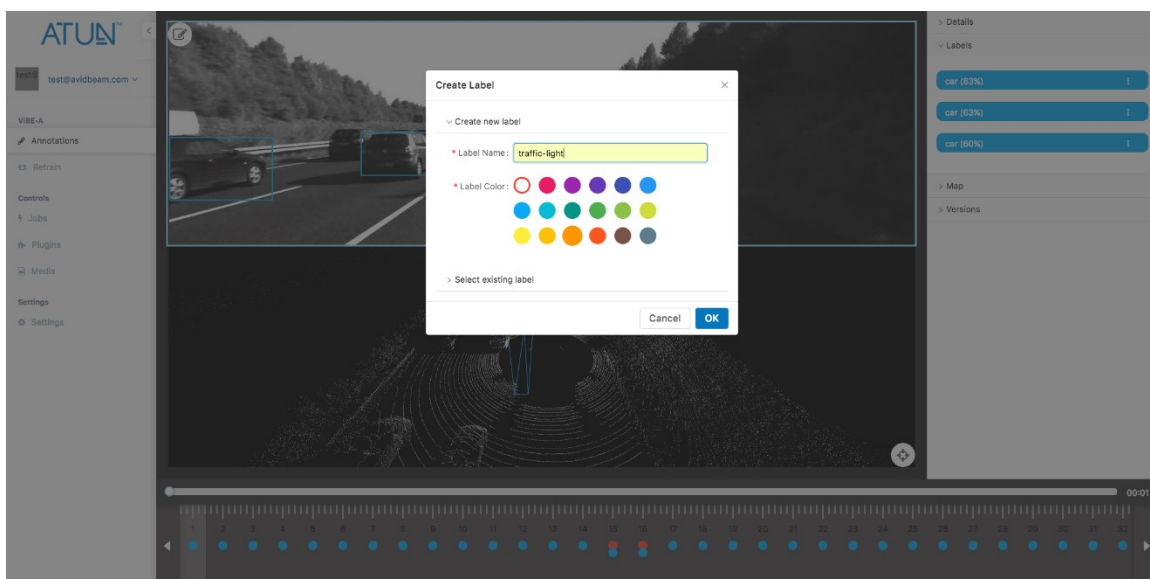 ATUN™
test@
test@avidbeam.com
ViBE-A
Annotations
Retrain
Controls
Jobs
Plugins
Media
Settings
Settings
Create Label
Create new label
* Label Name:
traffic-light
* Label Color:
Select existing label
Cancel
OK
Details
Labels
car (63%)
car (63%)
car (60%)
Map
Versions
00:01
1 2 3 4 5 6 7 8 9 10 11 12 13 14 15 16 17 18 19 20 21 22 23 24 25 26 27 28 29 30 31 32